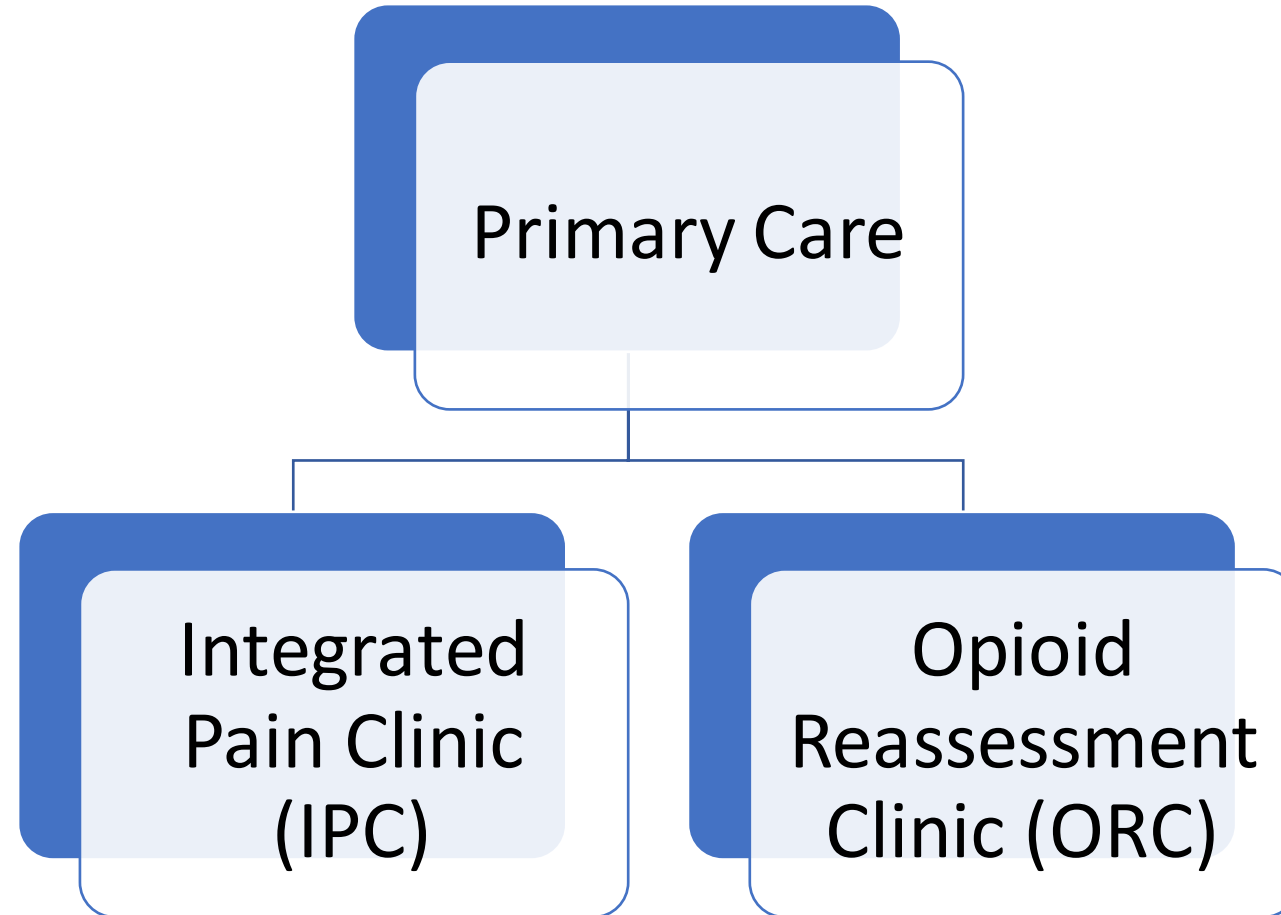 Primary Care
Integrated
Pain Clinic
(IPC)
Opioid
Reassessment
Clinic (ORC)